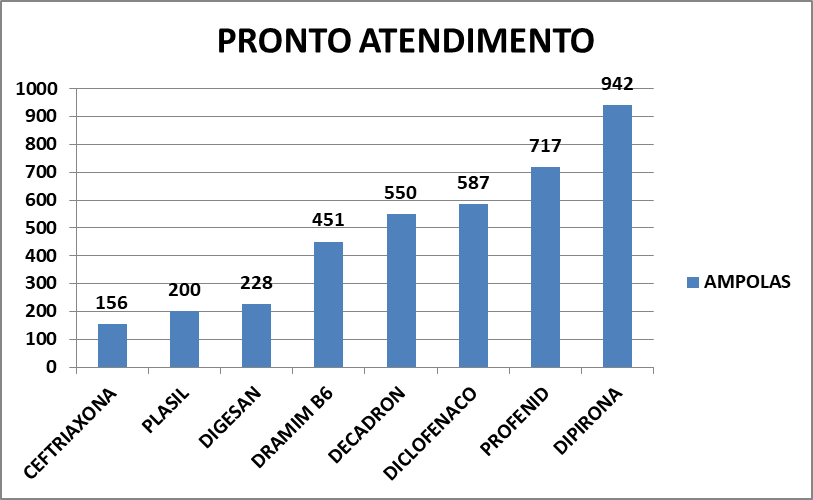 PRONTO ATENDIMENTO
1000
900
800
700
600
500
400
300
200
100
0
156
200
228
451
550
587
717
942
CEFTRIAXONA
PLASIL
DIGESAN
DRAMIM B6
DECADRON
DICLOFENACO
PROFENID
DIPIRONA
AMPOLAS